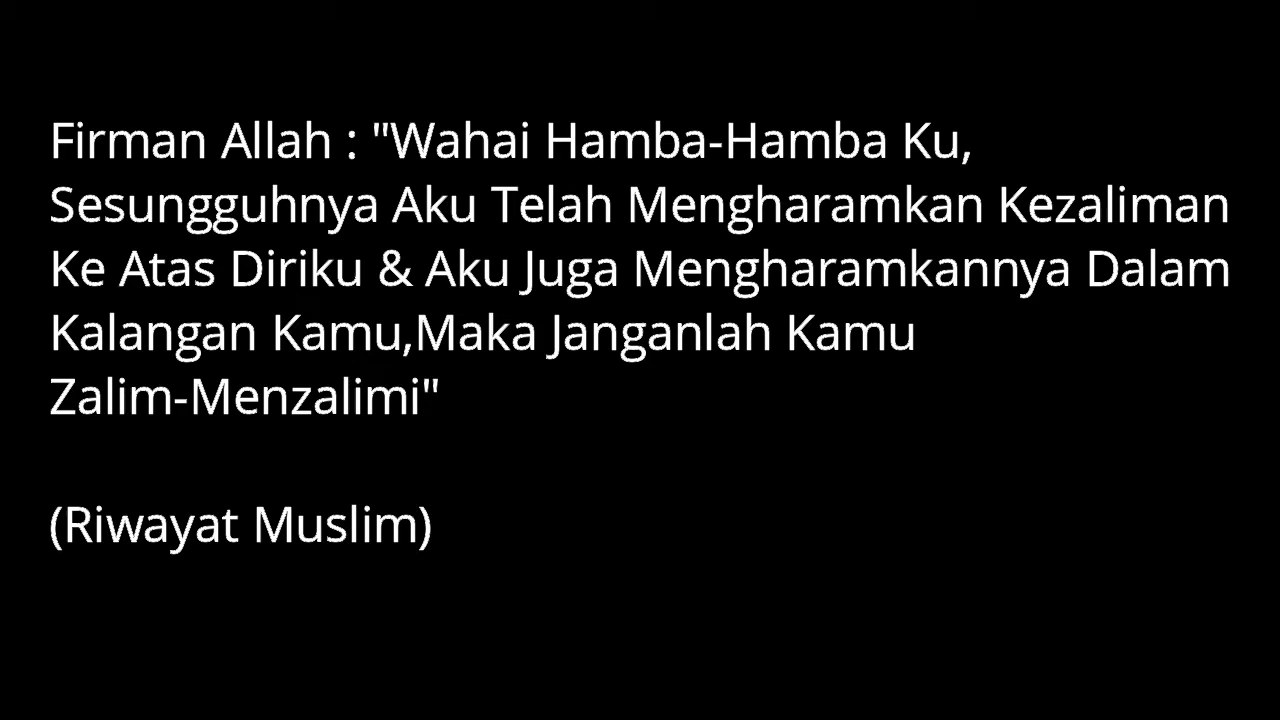 Firman Allah : "Wahai Hamba-Hamba Ku,
Sesungguhnya Aku Telah Mengharamkan Kezaliman
Ke Atas Diriku & Aku Juga Mengharamkannya Dalam
Kalangan Kamu,Maka Janganlah Kamu
Zalim-Menzalimi"
(Riwayat Muslim)